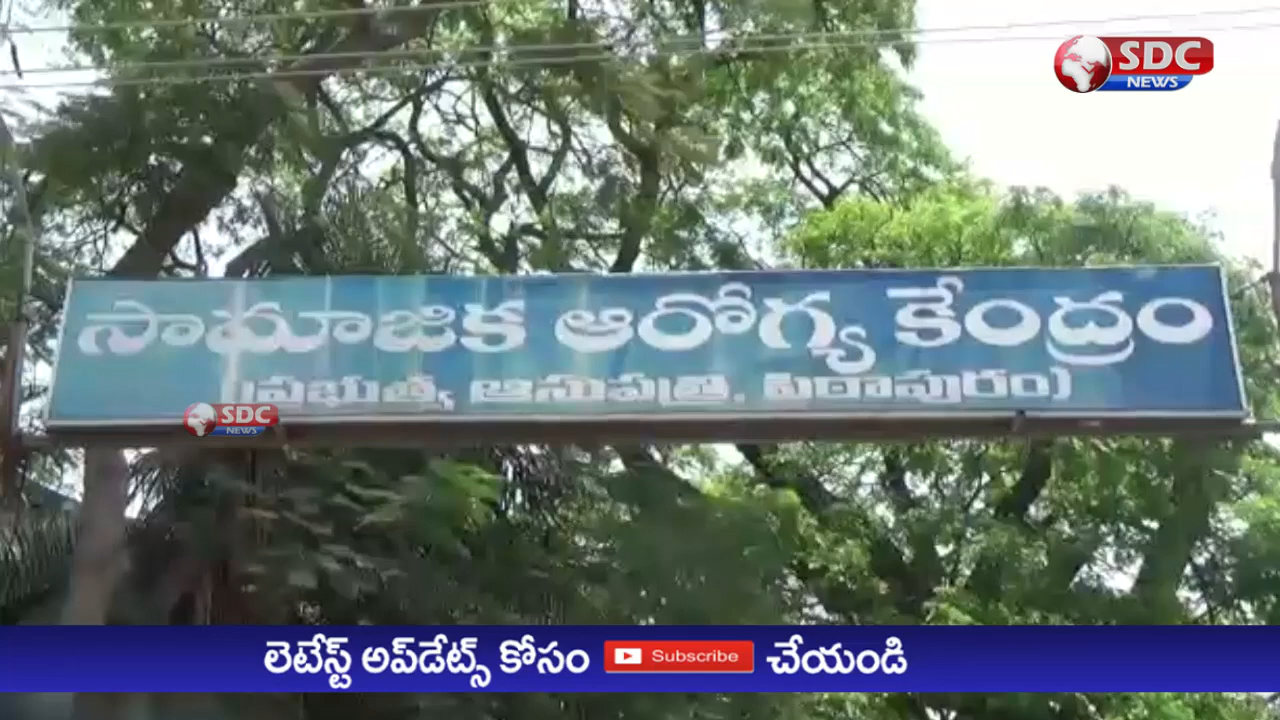 SDC
NEWS
సామాజిక ఆరోగ్య కేంద్రం
(ప్రభుత్వ ఆసుపత్రి, పిఠాపురం)
SDC
NEWS
లెటేస్ట్ అప్‌డేట్స్ కోసం Subscribe చేయండి